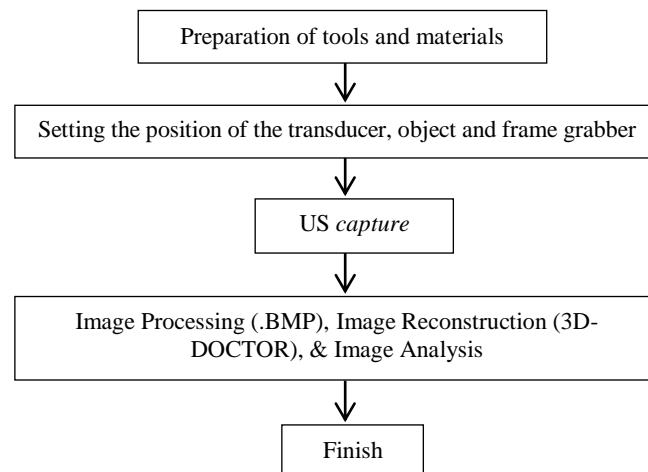 Preparation of tools and materials
Setting the position of the transducer, object and frame grabber
US capture
Image Processing (.BMP), Image Reconstruction (3D-
DOCTOR), & Image Analysis
Finish